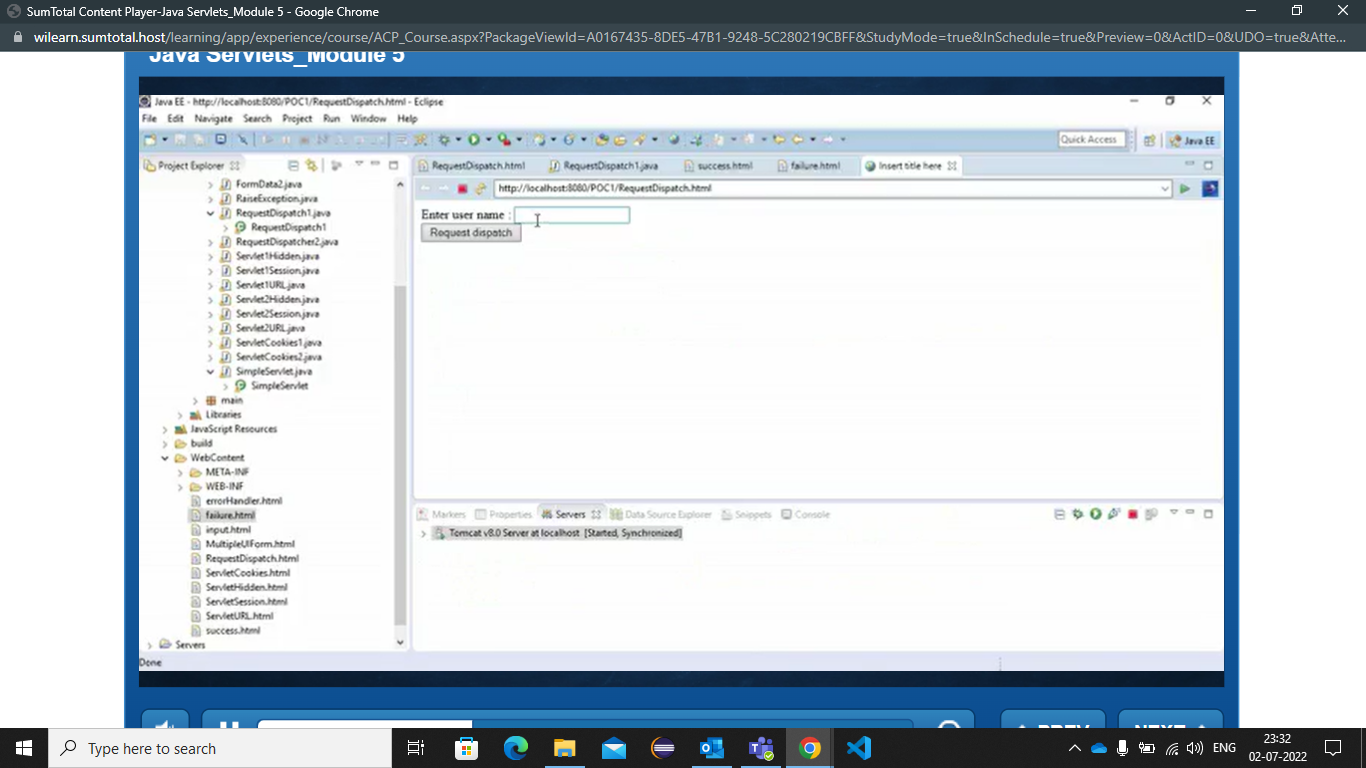 SumTotal Content Player-Java Servlets_Module 5 - Google Chrome
wilearn.sumtotal.host/learning/app/experience/course/ACP_Course.aspx?PackageViewId=A0167435-8DE5-47B1-9248-5C280219CBFF&StudyMode=true&InSchedule=true&Preview=0&ActID=0&UDO=true&Atte...
Java Servlets_Module 5
Java EE - http://localhost:8080/POC1/RequestDispatch.html - Eclipse
File Edit Navigate Search Project Run Window Help
Quick Access Java EE
Project Explorer
RequestDispatch.html RequestDispatch1.java success.html failure.html Insert title here
http://localhost:8080/POC1/RequestDispatch.html
Enter user name :
Request dispatch
FormData2.java
RaiseException.java
RequestDispatch1.java
RequestDispatch1
RequestDispatcher2.java
Servlet1Hidden.java
Servlet1Session.java
Servlet1URL.java
Servlet2Hidden.java
Servlet2Session.java
Servlet2URL.java
ServletCookies1.java
ServletCookies2.java
SimpleServlet.java
SimpleServlet
main
Libraries
JavaScript Resources
build
WebContent
META-INF
WEB-INF
errorHandler.html
failure.html
input.html
MultipleUIForm.html
RequestDispatch.html
ServletCookies.html
ServletHidden.html
ServletSession.html
ServletURL.html
success.html
Servers
Markers Properties Servers Data Source Explorer Snippets Console
Tomcat v8.0 Server at localhost [Started, Synchronized]
Done
PREV NEXT
Type here to search
ENG
23:32
02-07-2022